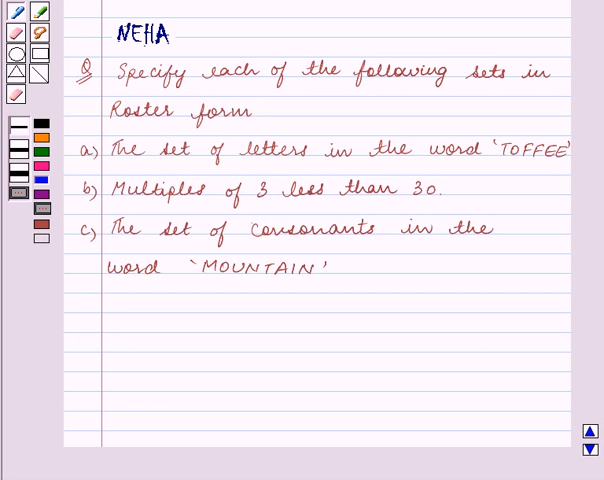 NEHA
Q Specify each of the following sets in
Roster form
a) The set of letters in the word 'TOFFEE'
b) Multiples of 3 less than 30.
c) The set of consonants in the
word 'MOUNTAIN'